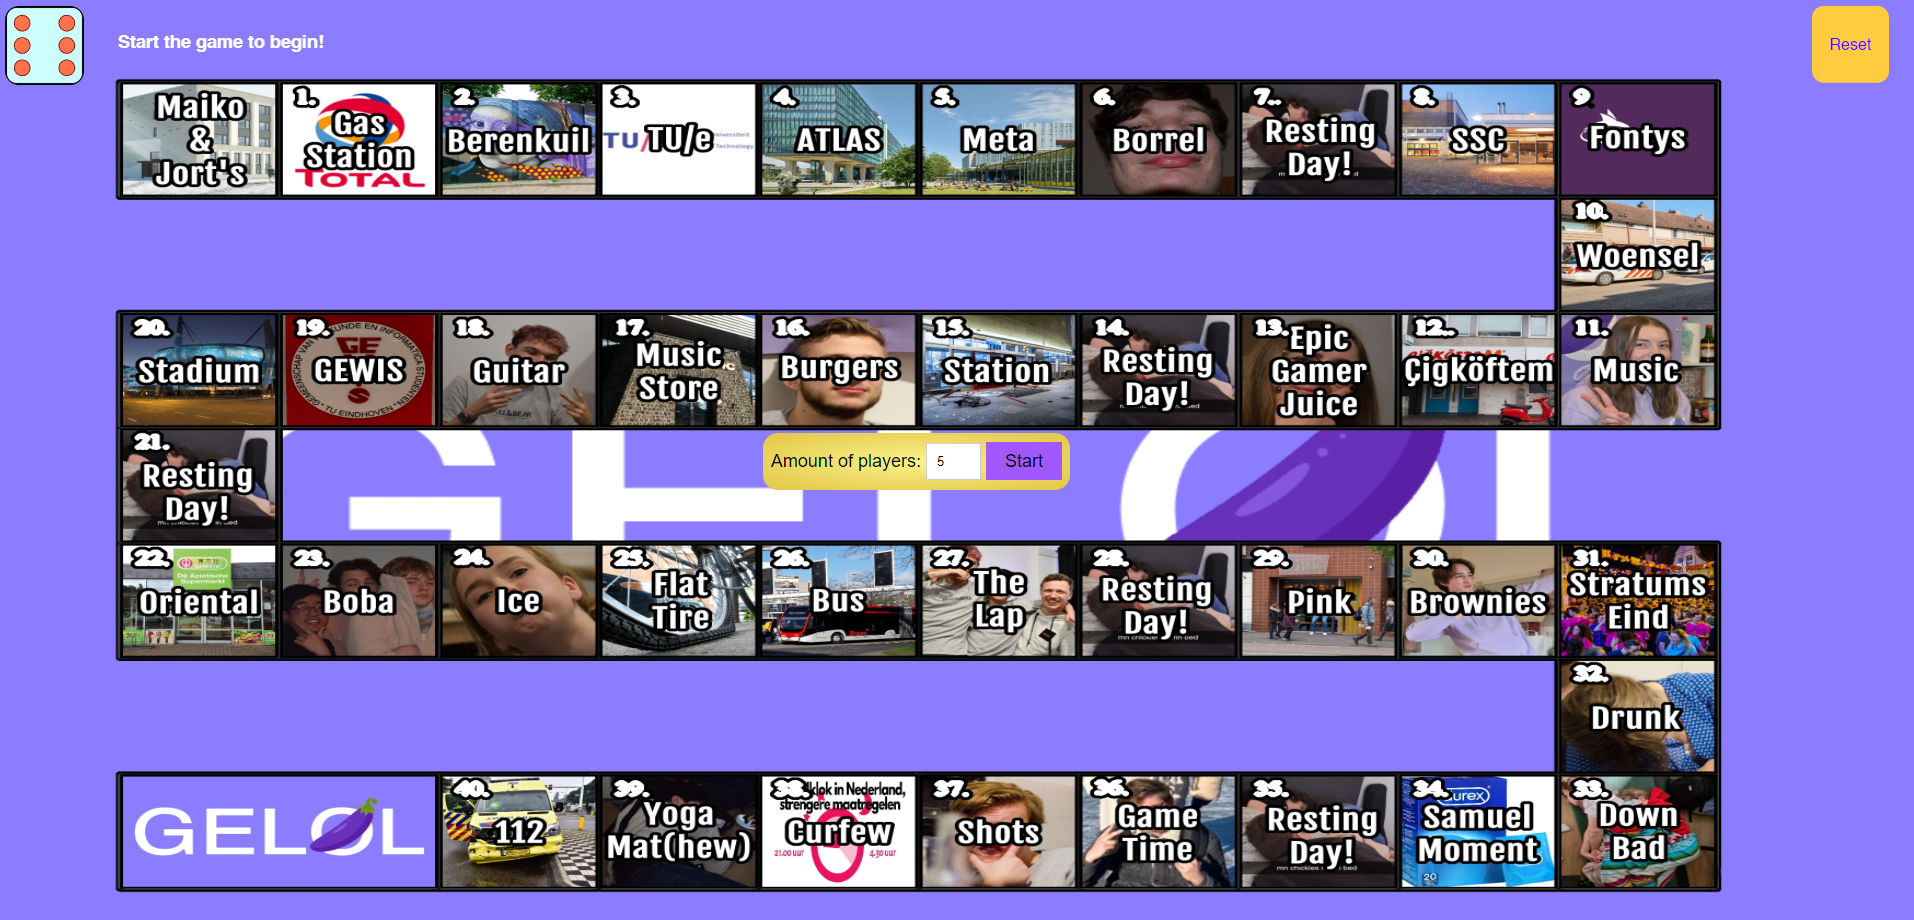 Start the game to begin!
Reset
Maiko
&
Jort's
1.
Gas
Station
TOTAL
2.
Berenkuil
3.
TU/e
4.
ATLAS
5.
Meta
6.
Borrel
7..
Resting
Day!
8.
SSC
9
Fontys
10.
Woensel
20.
Stadium
19.
GEWIS
18.
Guitar
17.
Music
Store
16.
Burgers
15.
Station
14.
Resting
Day!
13.
Epic
Gamer
Juice
12..
Çigköftem
11.
Music
21.
Resting
Day!
Amount of players: 5 Start
22.
Dé Aziatische
Supermarkt
Oriental
23.
Boba
24.
Ice
25.
Flat
Tire
26.
Bus
27.
The
Lap
28.
Resting
Day!
29.
Pink
30.
Brownies
31.
Stratums
Eind
32.
Drunk
GELOL
40.
112
39.
Yoga
Mat(hew)
38.
klok in Nederland,
strengere maatregelen
Curfew
21.00 uur
4.30 uur
37.
Shots
36.
Game
Time
35.
Resting
Day!
34.
Samuel
Moment
20
33.
Down
Bad